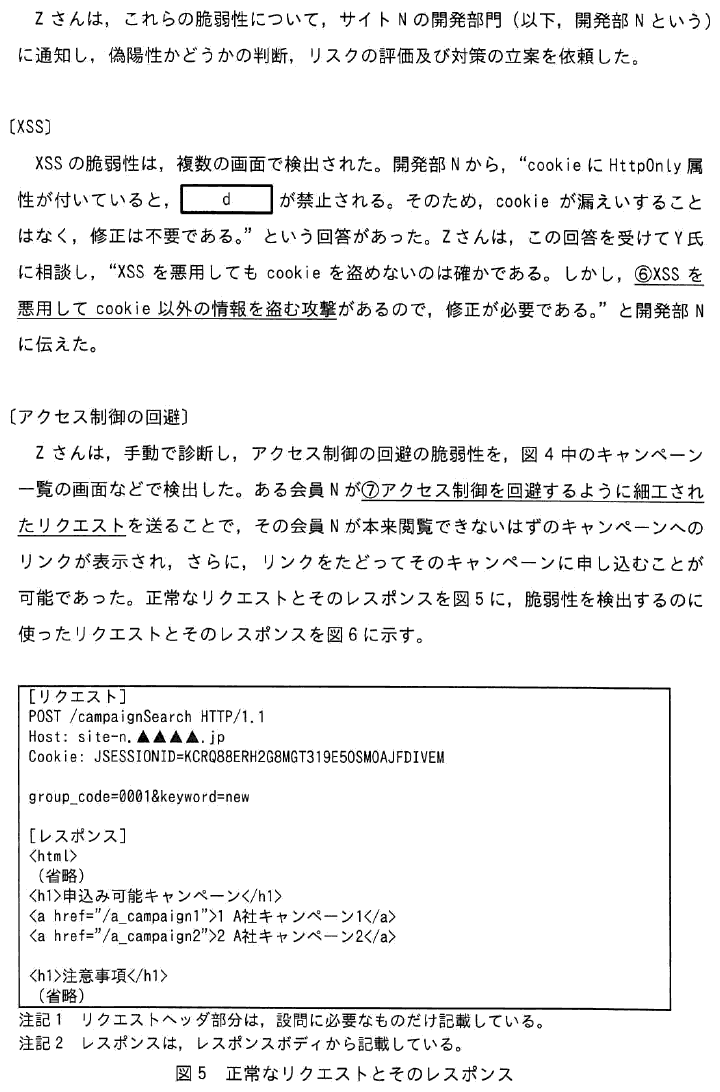 Zさんは，これらの脆弱性について，サイトNの開発部門（以下，開発部Nという）
に通知し，偽陽性かどうかの判断，リスクの評価及び対策の立案を依頼した。
〔XSS〕
XSSの脆弱性は，複数の画面で検出された。開発部Nから，“cookieにHttpOnly属
性が付いていると， d が禁止される。そのため，cookieが漏えいすること
はなく，修正は不要である。”という回答があった。Zさんは，この回答を受けてY氏
に相談し，“XSSを悪用してもcookieを盗めないのは確かである。しかし，⑥XSSを
悪用してcookie以外の情報を盗む攻撃があるので，修正が必要である。”と開発部N
に伝えた。
〔アクセス制御の回避〕
Zさんは，手動で診断し，アクセス制御の回避の脆弱性を，図4中のキャンペーン
一覧の画面などで検出した。ある会員Nが⑦アクセス制御を回避するように細工され
たリクエストを送ることで，その会員Nが本来閲覧できないはずのキャンペーンへの
リンクが表示され，さらに，リンクをたどってそのキャンペーンに申し込むことが
可能であった。正常なリクエストとそのレスポンスを図5に，脆弱性を検出するのに
使ったリクエストとそのレスポンスを図6に示す。
[リクエスト]
POST /campaignSearch HTTP/1.1
Host: site-n.▲▲▲▲.jp
Cookie: JSESSIONID=KCRQ88ERH2G8MGT319E5OSMOAJFDIVEM
group_code=0001&keyword=new
[レスポンス]
<html>
（省略）
<h1>申込み可能キャンペーン</h1>
<a href="/a_campaign1">1 A社キャンペーン1</a>
<a href="/a_campaign2">2 A社キャンペーン2</a>
<h1>注意事項</h1>
（省略）
注記1　リクエストヘッダ部分は，設問に必要なものだけ記載している。
注記2　レスポンスは，レスポンスボディから記載している。
図5　正常なリクエストとそのレスポンス